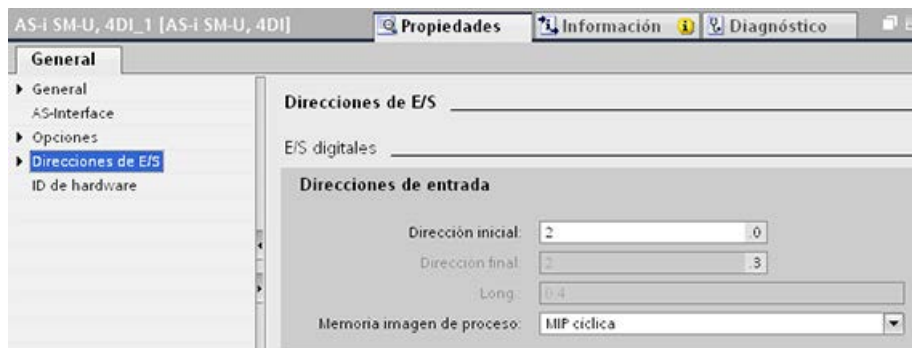 AS-i SM-U, 4DI_1 [AS-i SM-U, 4DI]
Propiedades
Información
Diagnóstico
General
General
AS-Interface
Opciones
Direcciones de E/S
ID de hardware
Direcciones de E/S
E/S digitales
Direcciones de entrada
Dirección inicial: 2 .0
Dirección final: 2 .3
Long.: 0.4
Memoria imagen de proceso: MIP cíclica